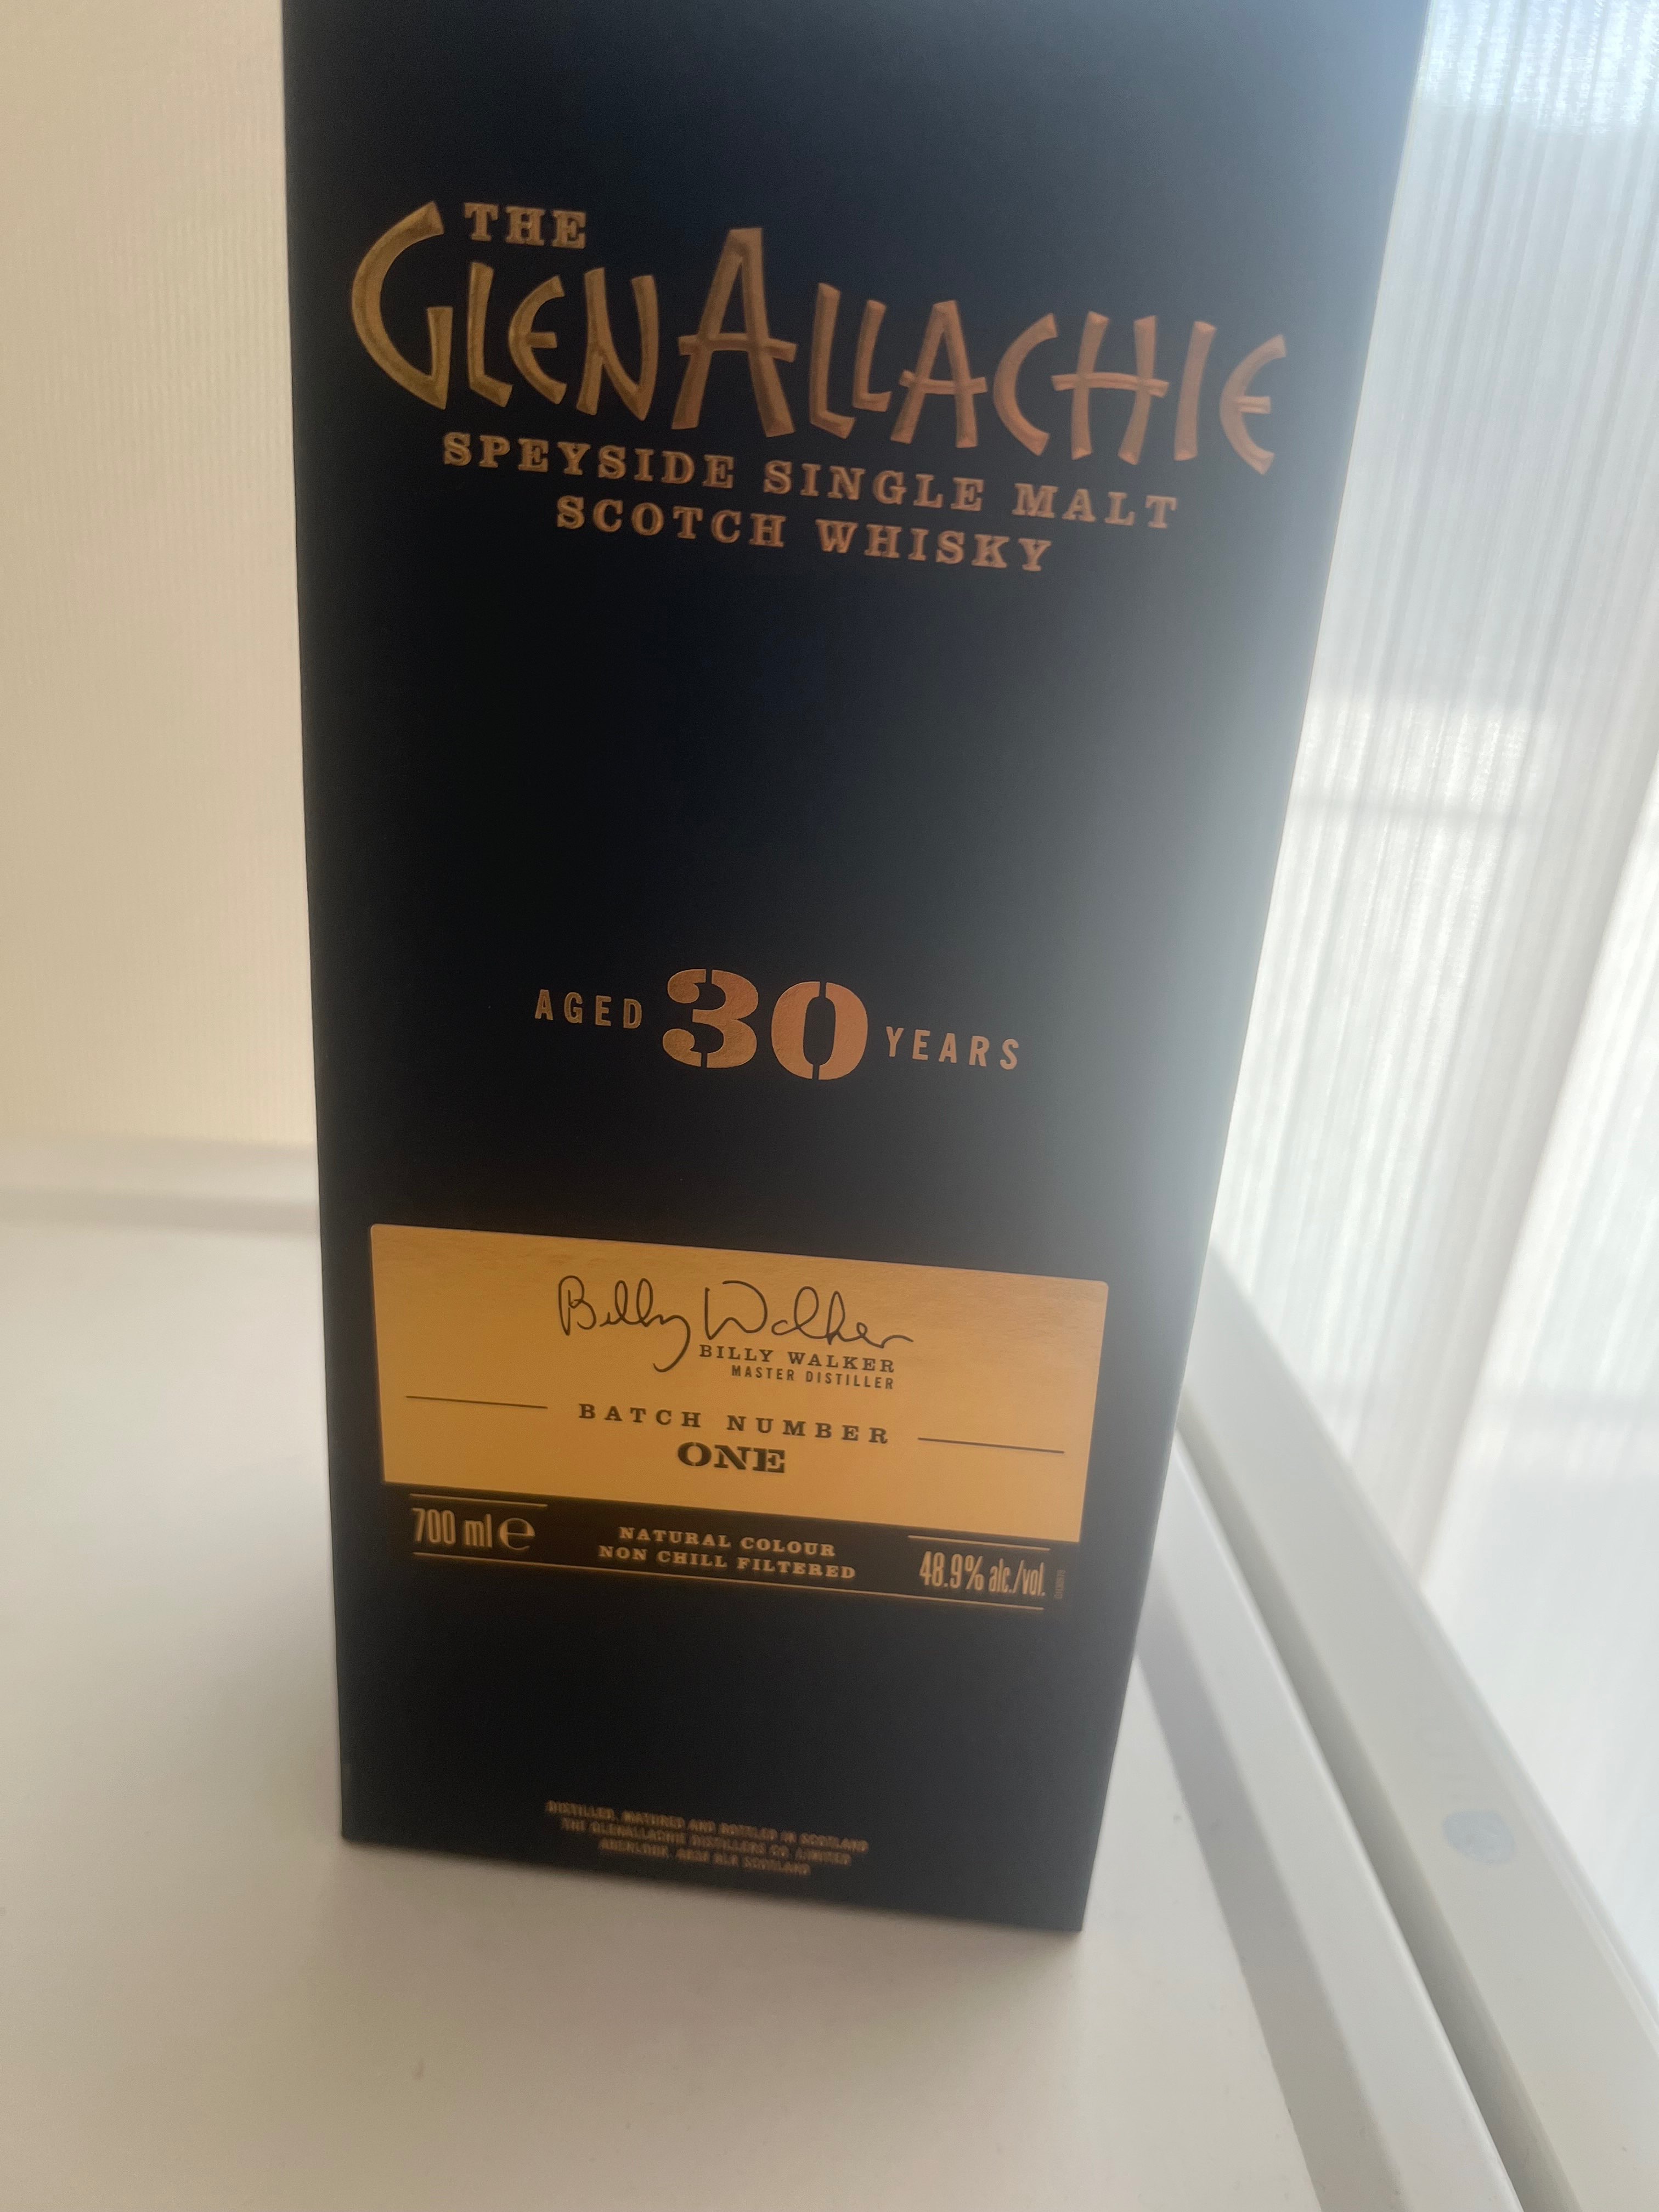 THE
GLENALLACHIE
SPEYSIDE SINGLE MALT
SCOTCH WHISKY
AGED 30 YEARS
Billy Walker
BILLY WALKER
MASTER DISTILLER
BATCH NUMBER
ONE
700 ml e
NATURAL COLOUR
NON CHILL FILTERED
48.9% alc./vol.
DISTILLED, MATURED AND BOTTLED IN SCOTLAND
THE GLENALLACHIE DISTILLERS CO. LIMITED
ABERLOUR, SCOTLAND